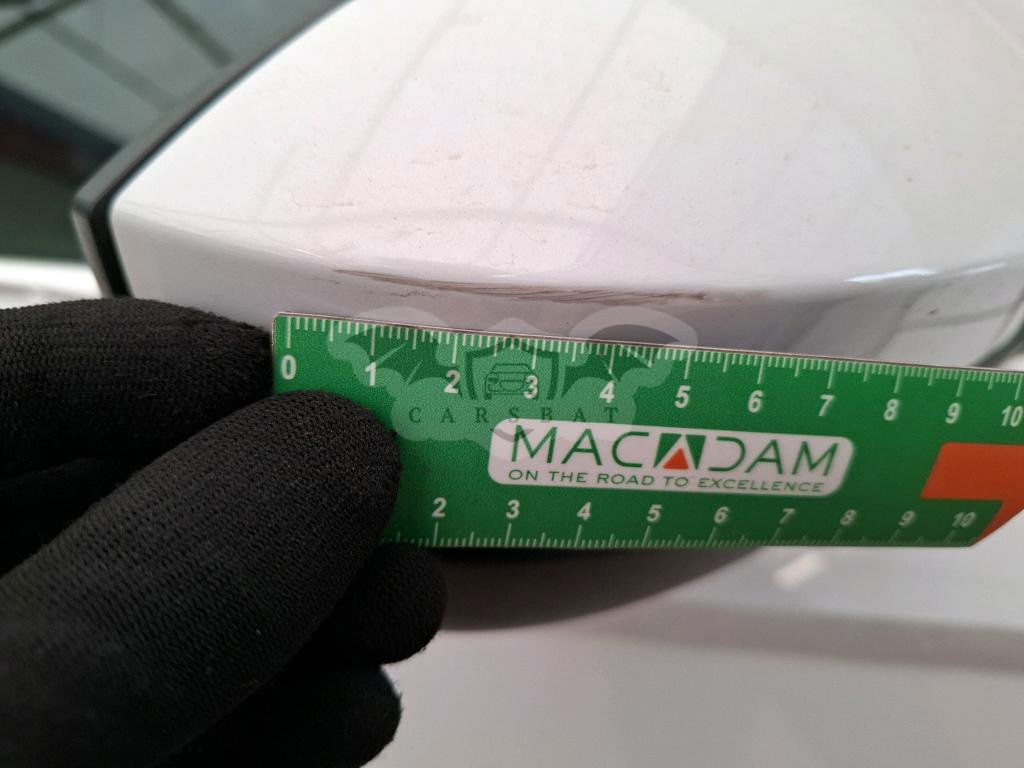 0 1 2 3 4 5 6 7 8 9 10
CARSBAT
MACADAM
ON THE ROAD TO EXCELLENCE
2 3 4 5 6 7 8 9 10